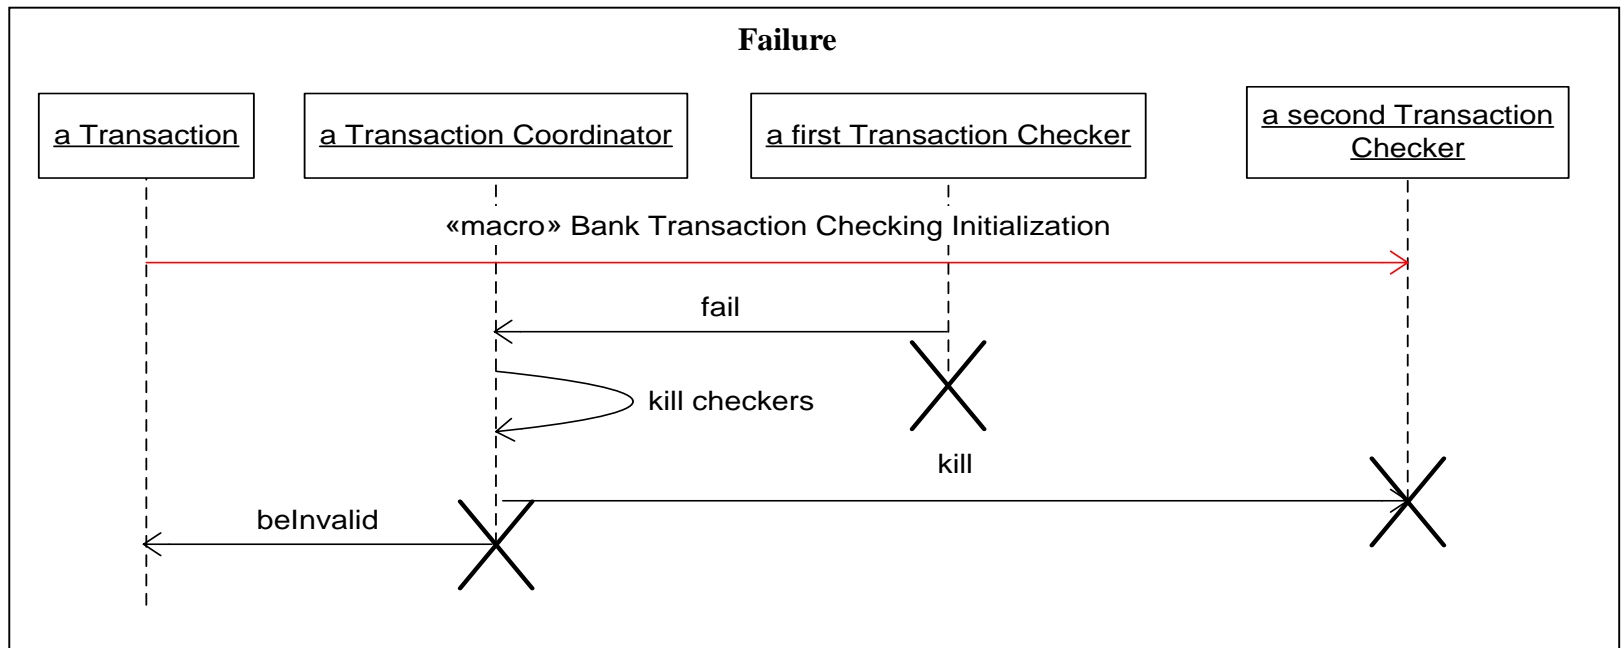 Failure
a Transaction
a Transaction Coordinator
a first Transaction Checker
a second Transaction
Checker
«macro» Bank Transaction Checking Initialization
fail
kill checkers
kill
beInvalid